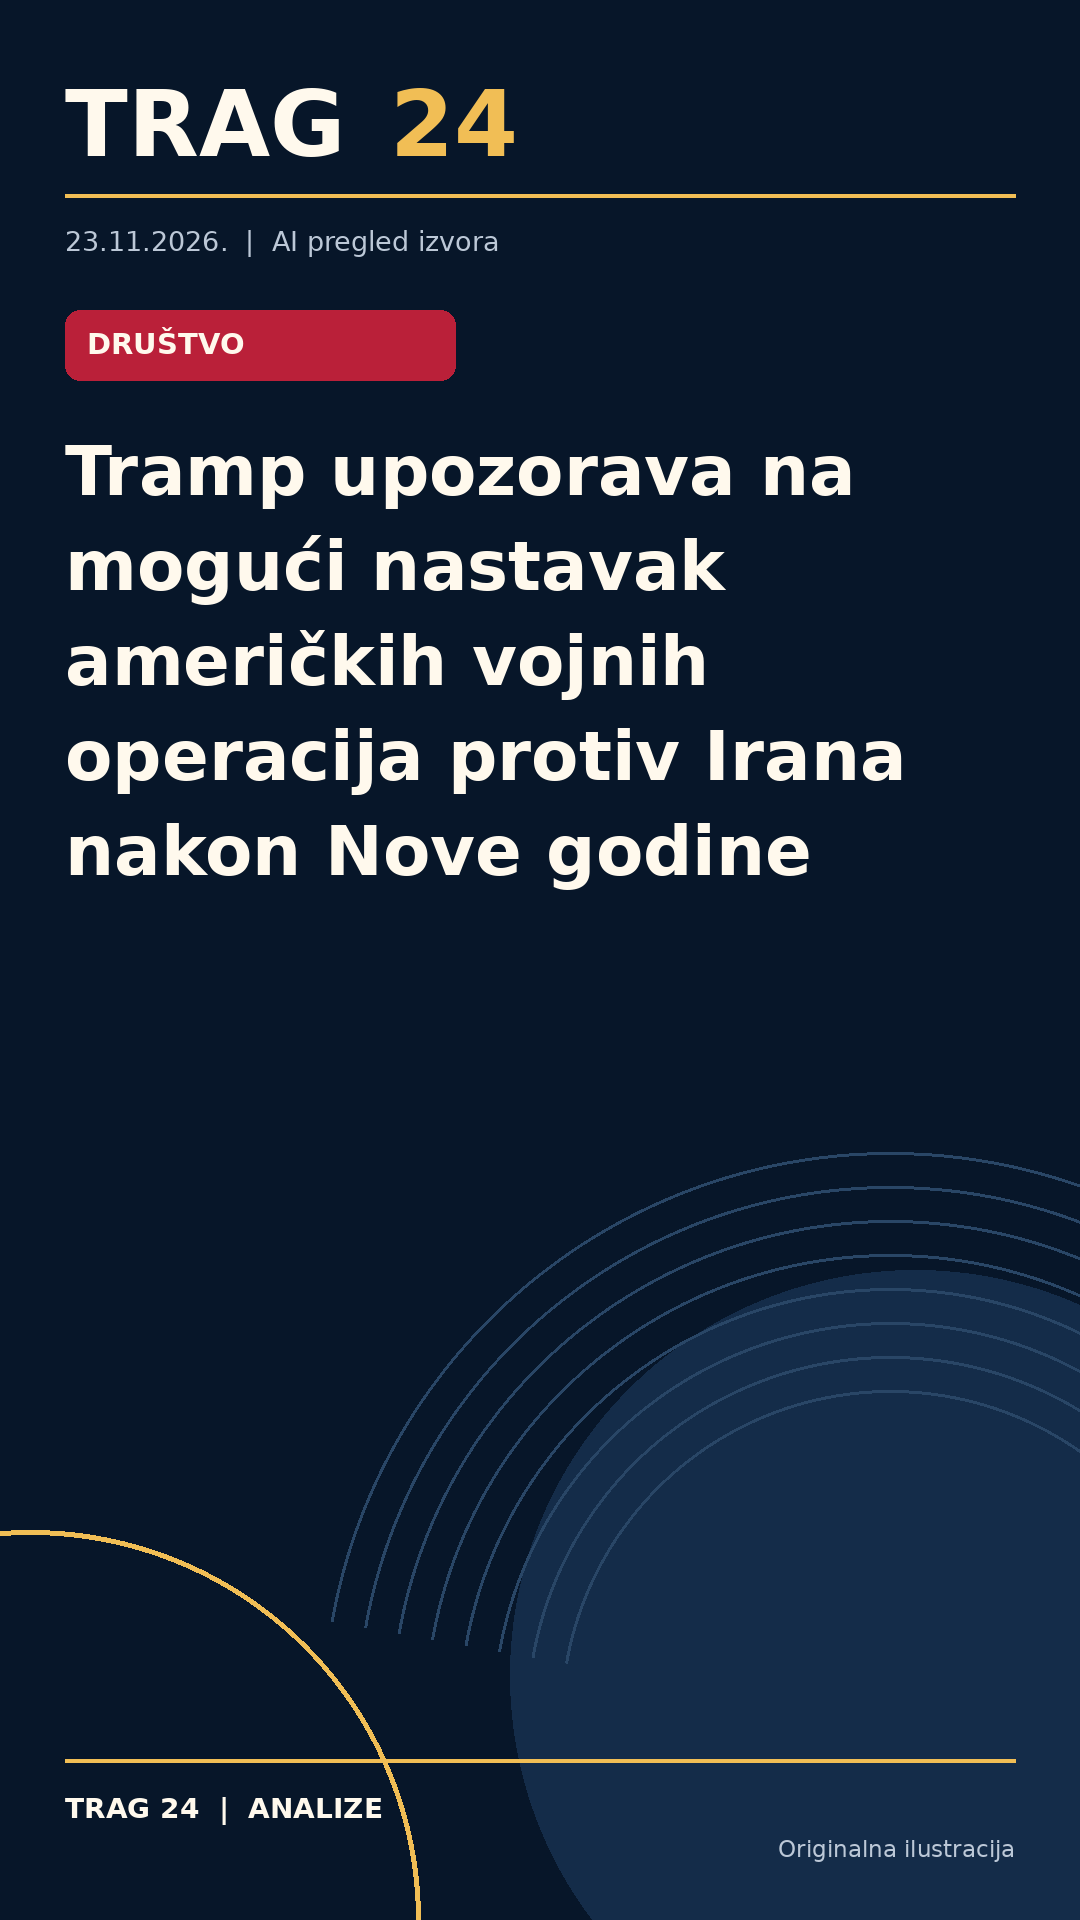 TRAG 24
23.11.2026. | AI pregled izvora
DRUŠTVO
Tramp upozorava na
mogući nastavak
američkih vojnih
operacija protiv Irana
nakon Nove godine
TRAG 24 | ANALIZE
Originalna ilustracija